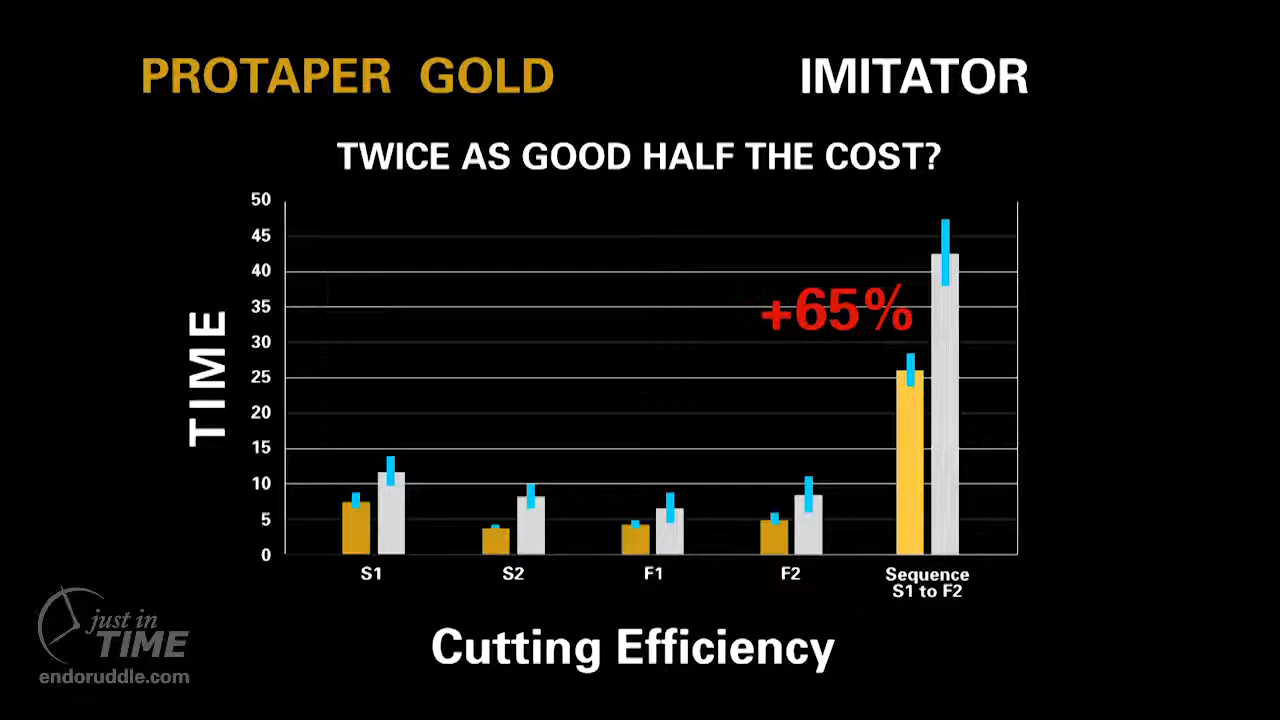 PROTAPER GOLD
IMITATOR
TWICE AS GOOD HALF THE COST?
50
45
40
35
30
25
20
15
10
5
0
TIME
+65%
S1
S2
F1
F2
Sequence
S1 to F2
Cutting Efficiency
just in
TIME
endoruddle.com